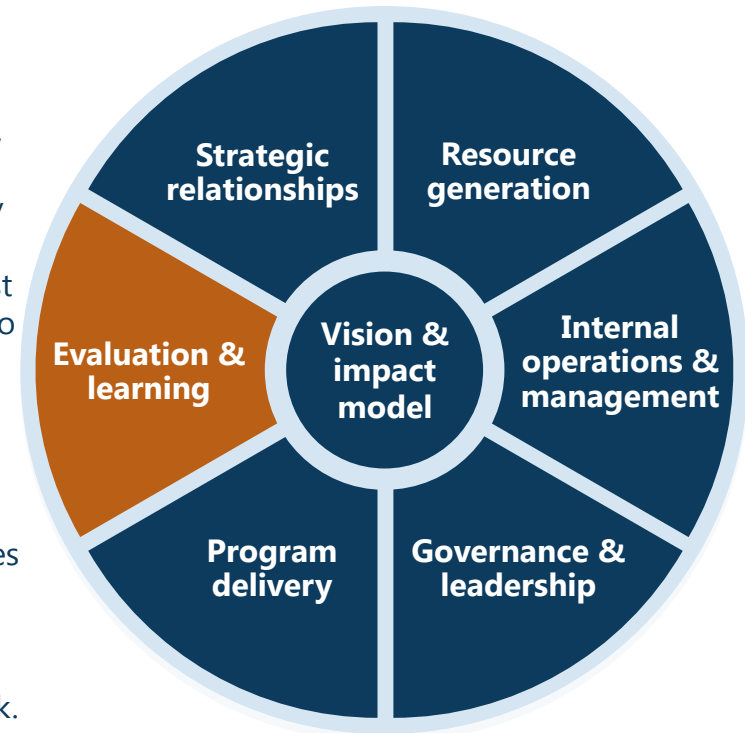 Strategic
relationships
Resource
generation
Internal
operations &
management
Governance &
leadership
Program
delivery
Evaluation &
learning
Vision &
impact
model